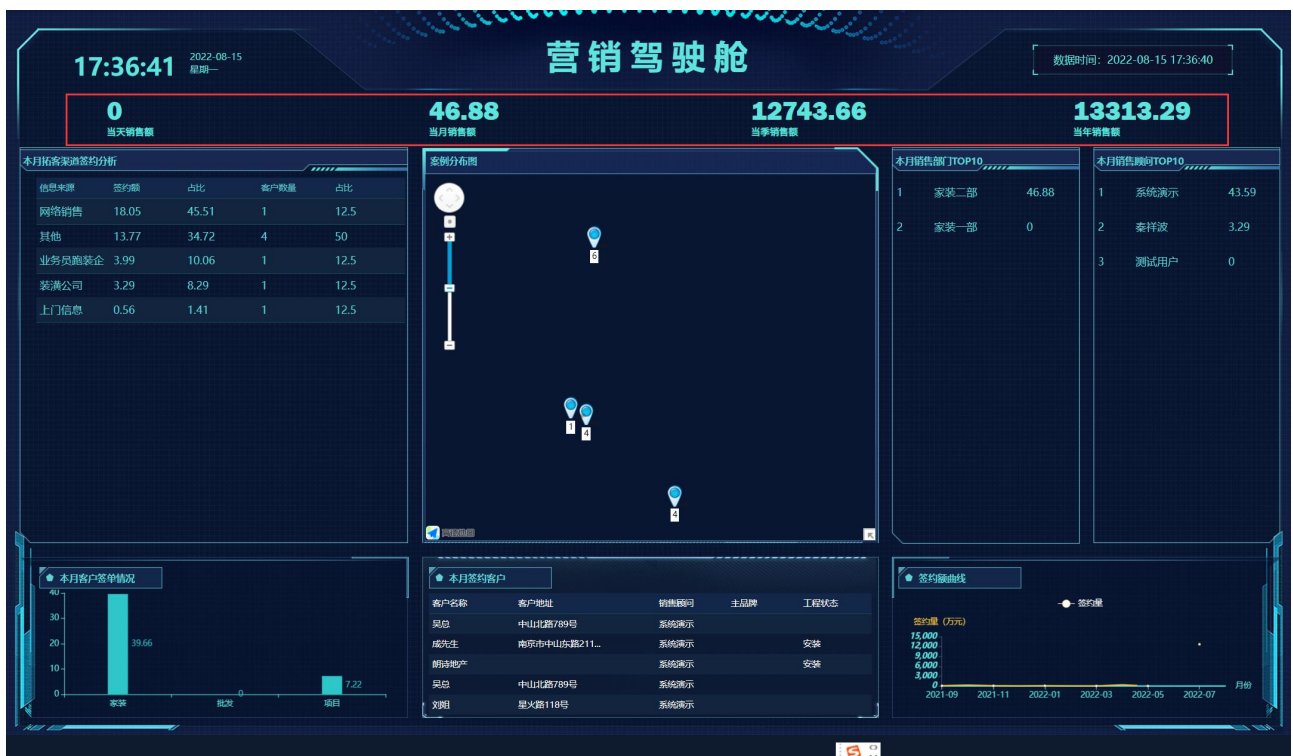 营销驾驶舱
17:36:41
2022-08-15
星期一
数据时间：2022-08-15 17:36:40
0
当天销售额
46.88
当月销售额
12743.66
当季销售额
13313.29
当年销售额
本月拓客渠道签约分析
信息来源 签约额 占比 客户数量 占比
网络销售 18.05 45.51 1 12.5
其他 13.77 34.72 4 50
业务员跑装企 3.99 10.06 1 12.5
装潢公司 3.29 8.29 1 12.5
上门信息 0.56 1.41 1 12.5
案例分布图
6
1
4
4
高德地图
本月销售部门TOP10
1 家装二部 46.88
2 家装一部 0
本月销售顾问TOP10
1 系统演示 43.59
2 秦祥波 3.29
3 测试用户 0
本月客户签单情况
40
30
20
10
0
39.66
0
7.22
家装 批发 项目
本月签约客户
客户名称 客户地址 销售顾问 主品牌 工程状态
吴总 中山北路789号 系统演示
成先生 南京市中山东路211... 系统演示 安装
朗诗地产 系统演示 安装
吴总 中山北路789号 系统演示
刘姐 星火路118号 系统演示
签约额曲线
签约量
签约量（万元）
15,000
12,000
9,000
6,000
3,000
0
2021-09 2021-11 2022-01 2022-03 2022-05 2022-07 月份